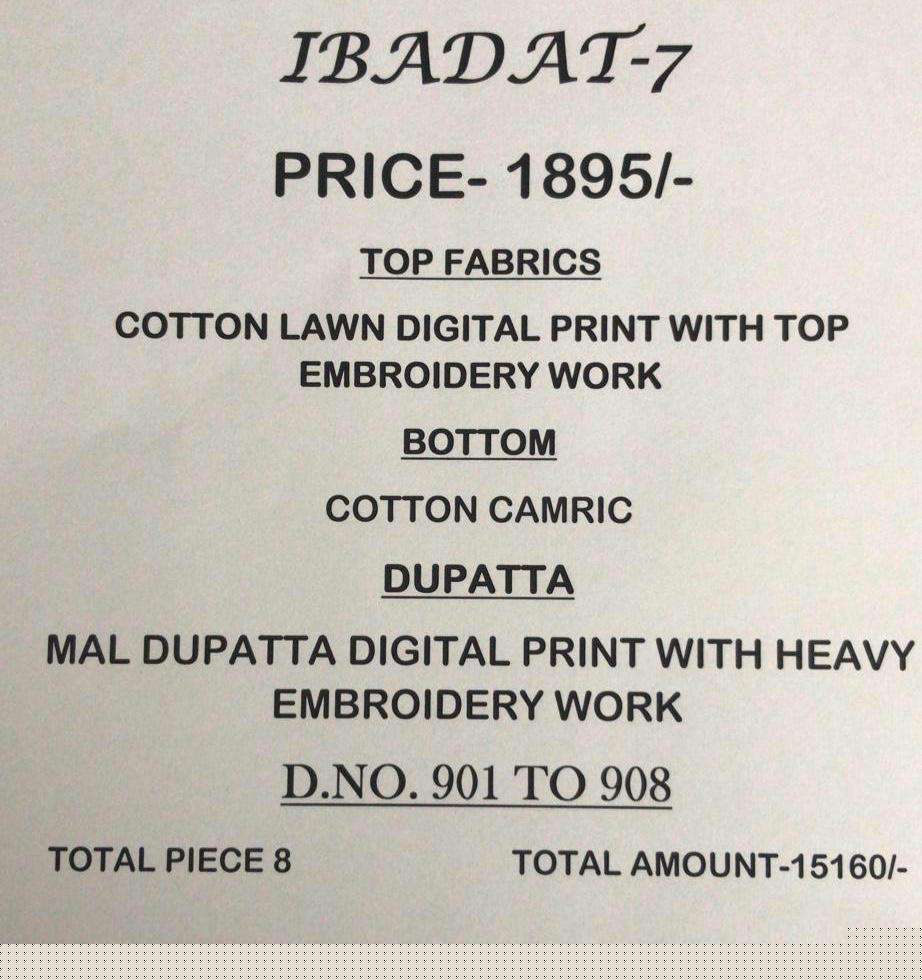 IBADAT-7
PRICE- 1895/-
TOP FABRICS
COTTON LAWN DIGITAL PRINT WITH TOP
EMBROIDERY WORK
BOTTOM
COTTON CAMRIC
DUPATTA
MAL DUPATTA DIGITAL PRINT WITH HEAVY
EMBROIDERY WORK
D.NO. 901 TO 908
TOTAL PIECE 8 TOTAL AMOUNT-15160/-